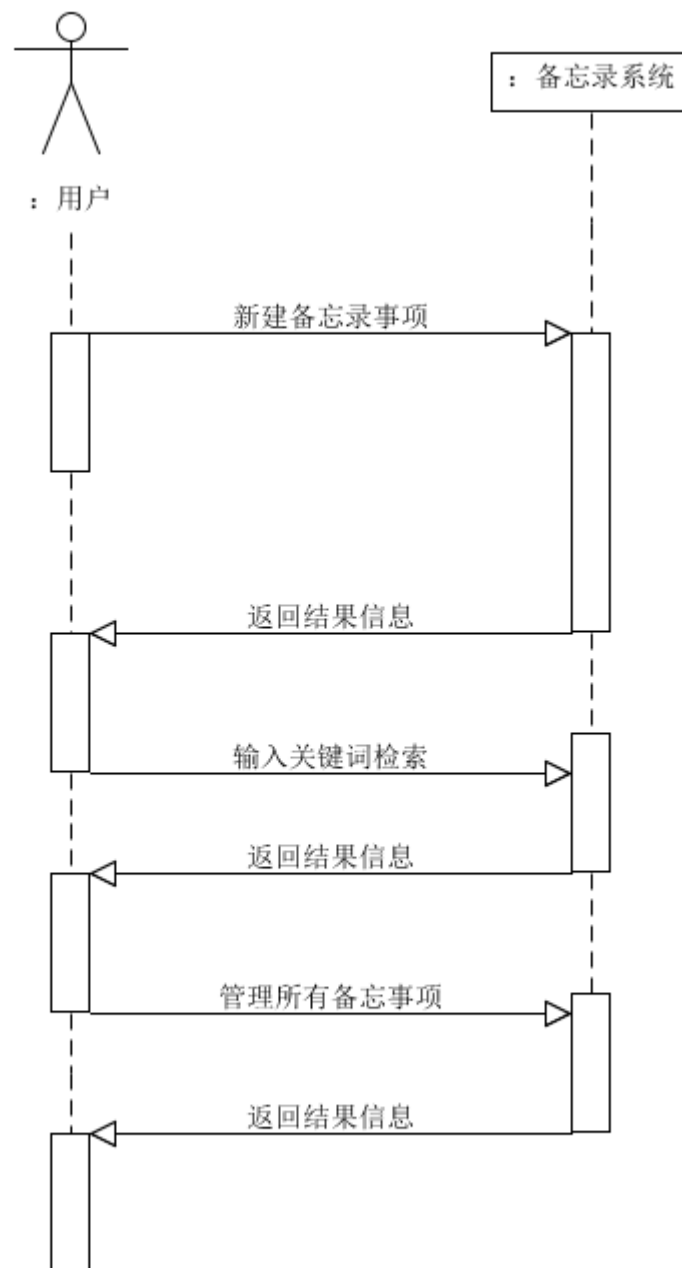 ：备忘录系统
：用户
新建备忘录事项
返回结果信息
输入关键词检索
返回结果信息
管理所有备忘事项
返回结果信息